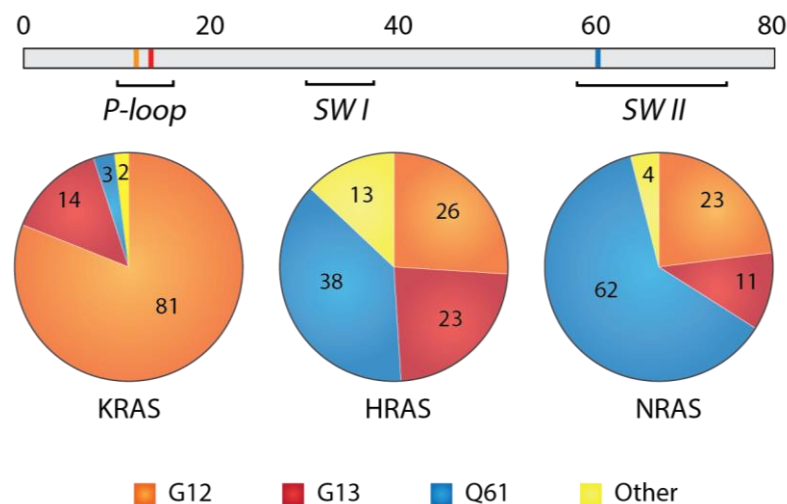 0 20 40 60 80
P-loop SW I SW II
14 3 2 81
13 26 38 23
4 23 62 11
KRAS HRAS NRAS
G12 G13 Q61 Other